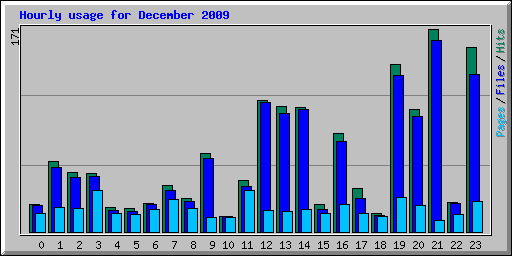 Hourly usage for December 2009
171
Pages / Files / Hits
0 1 2 3 4 5 6 7 8 9 10 11 12 13 14 15 16 17 18 19 20 21 22 23